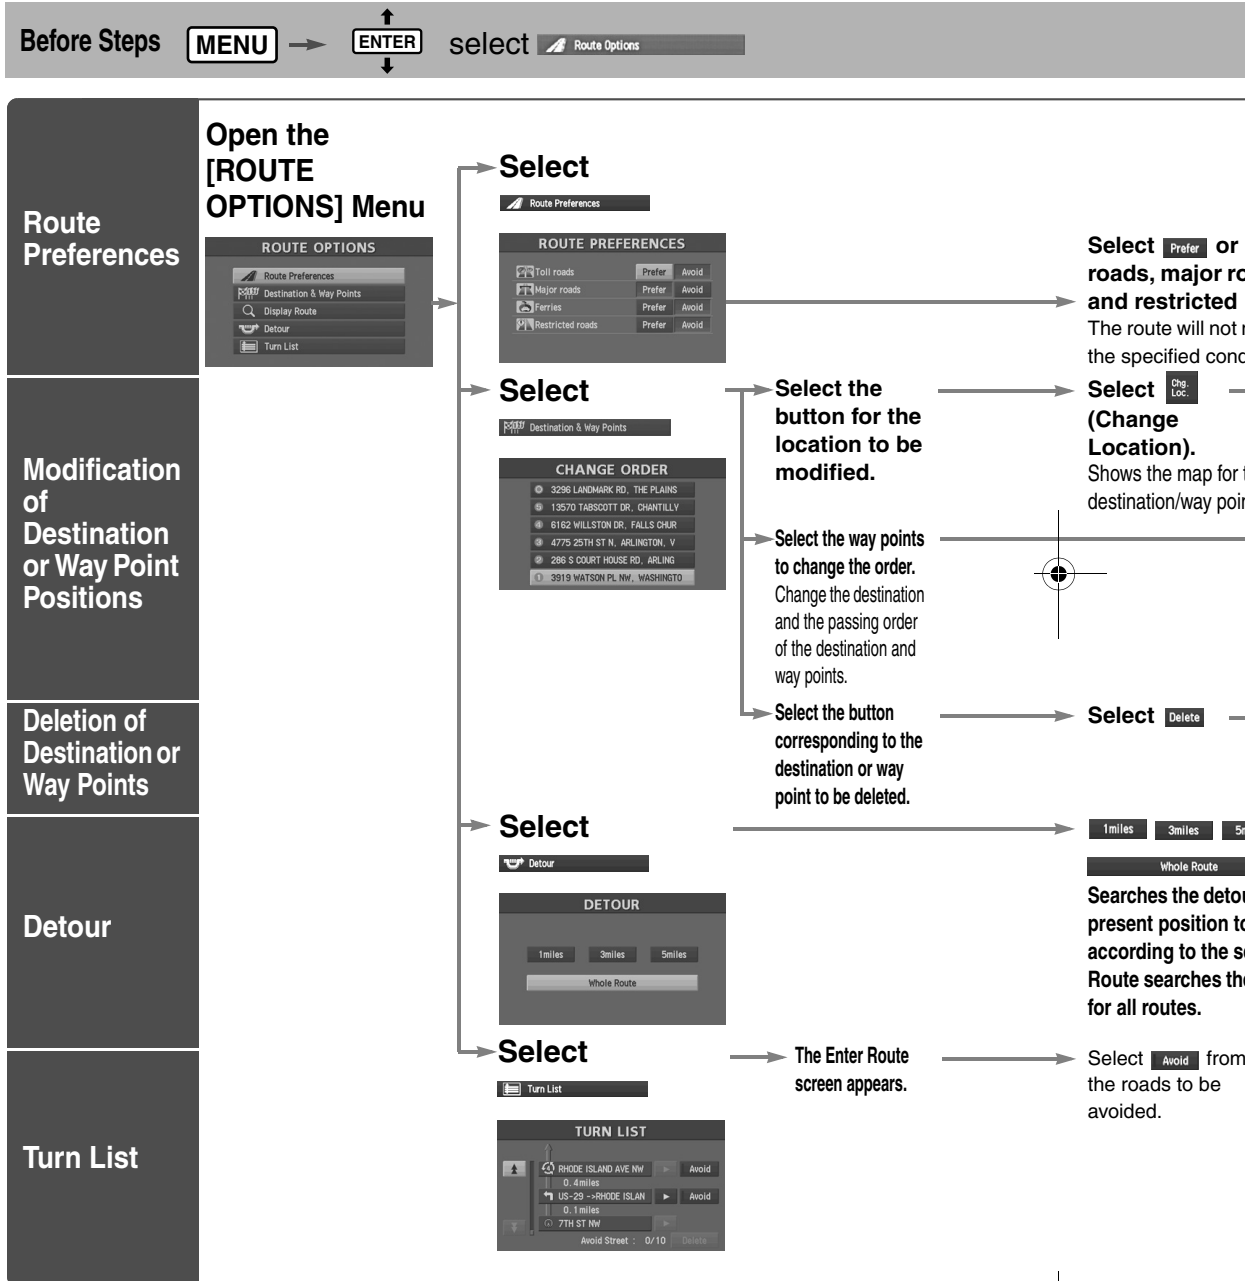 Before Steps MENU ENTER select Route Options
Route
Preferences
Open the
[ROUTE
OPTIONS] Menu
ROUTE OPTIONS
Route Preferences
Destination & Way Points
Display Route
Detour
Turn List
Select
Route Preferences
ROUTE PREFERENCES
Toll roads Prefer Avoid
Major roads Prefer Avoid
Ferries Prefer Avoid
Restricted roads Prefer Avoid
Select Prefer or
roads, major
and restricted
The route will not
the specified
Modification
of
Destination
or Way Point
Positions
Select
Destination & Way Points
CHANGE ORDER
3296 LANDMARK RD, THE PLAINS
5 13570 TABSCOTT DR, CHANTILLY
4 6162 WILLSTON DR, FALLS CHUR
3 4775 25TH ST N, ARLINGTON, V
2 286 S COURT HOUSE RD, ARLING
1 3919 WATSON PL NW, WASHINGTO
Select the
button for the
location to be
modified.
Select Chg.
Loc.
(Change
Location).
Shows the map for
destination/way
Select the way points
to change the order.
Change the destination
and the passing order
of the destination and
way points.
Deletion of
Destination or
Way Points
Select the button
corresponding to the
destination or way
point to be deleted.
Select Delete
Detour
Select
Detour
DETOUR
1miles 3miles 5miles
Whole Route
1miles 3miles
Whole Route
Searches the
present position
according to the
Route searches
for all routes.
Turn List
Select
Turn List
TURN LIST
RHODE ISLAND AVE NW Avoid
0.4miles
US-29 ->RHODE ISLAN Avoid
0.1miles
7TH ST NW
Avoid Street : 0/10 Delete
The Enter Route
screen appears.
Select Avoid from
the roads to be
avoided.